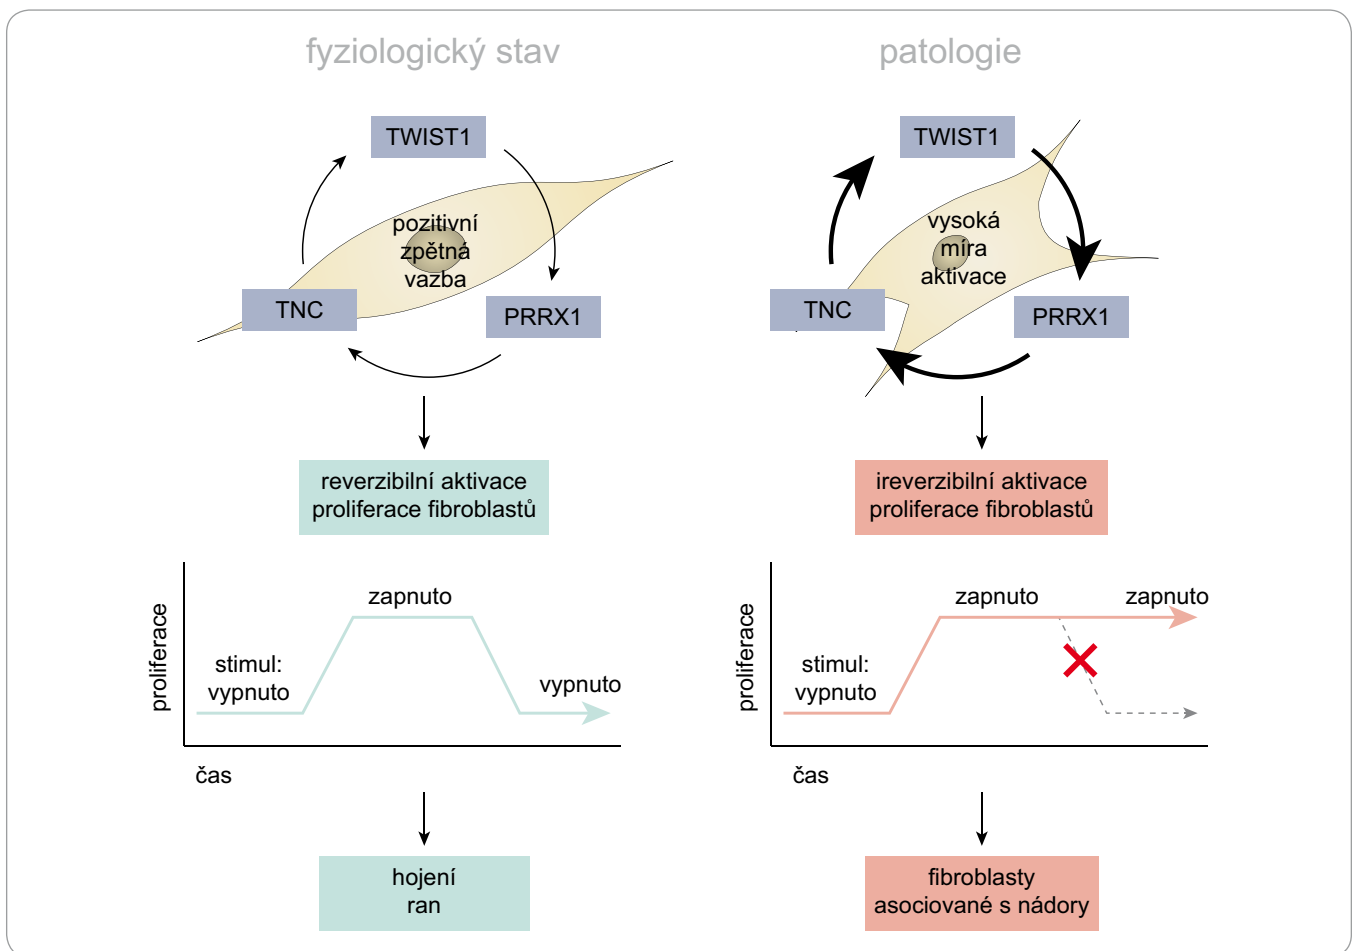 fyziologický stav
TWIST1
pozitivní
zpětná
vazba
TNC
PRRX1
reverzibilní aktivace
proliferace fibroblastů
proliferace
zapnuto
stimul:
vypnuto
vypnuto
čas
hojení
ran
patologie
TWIST1
vysoká
míra
aktivace
TNC
PRRX1
ireverzibilní aktivace
proliferace fibroblastů
proliferace
zapnuto
zapnuto
stimul:
vypnuto
čas
fibroblasty
asociované s nádory